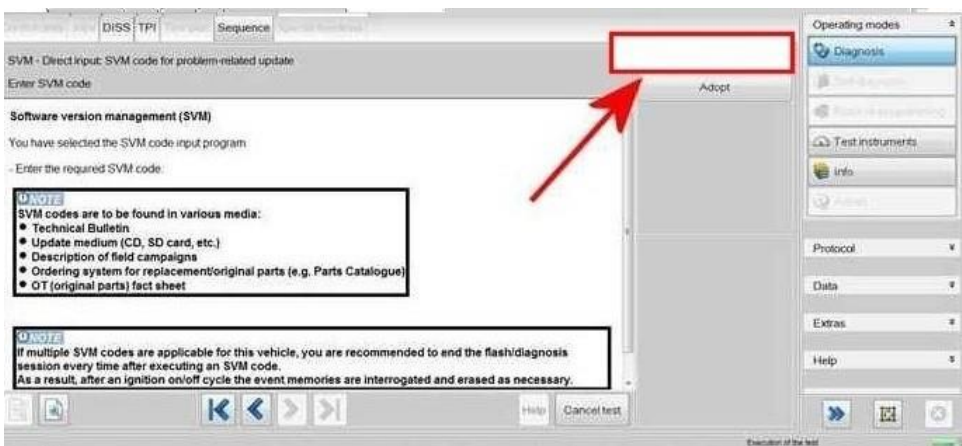 DISS
TPI
Sequence
Operating modes
Diagnosis
SVM - Direct input: SVM code for problem-related update
Enter SVM code
Adopt
Software version management (SVM)
You have selected the SVM code input program
- Enter the required SVM code.
Test instruments
Info
NOTE
SVM codes are to be found in various media:
• Technical Bulletin
• Update medium (CD, SD card, etc.)
• Description of field campaigns
• Ordering system for replacement/original parts (e.g. Parts Catalogue)
• OT (original parts) fact sheet
Protocol
Data
Extras
Help
NOTE
If multiple SVM codes are applicable for this vehicle, you are recommended to end the flash/diagnosis
session every time after executing an SVM code.
As a result, after an ignition on/off cycle the event memories are interrogated and erased as necessary.
Help
Cancel test
Execution of the test